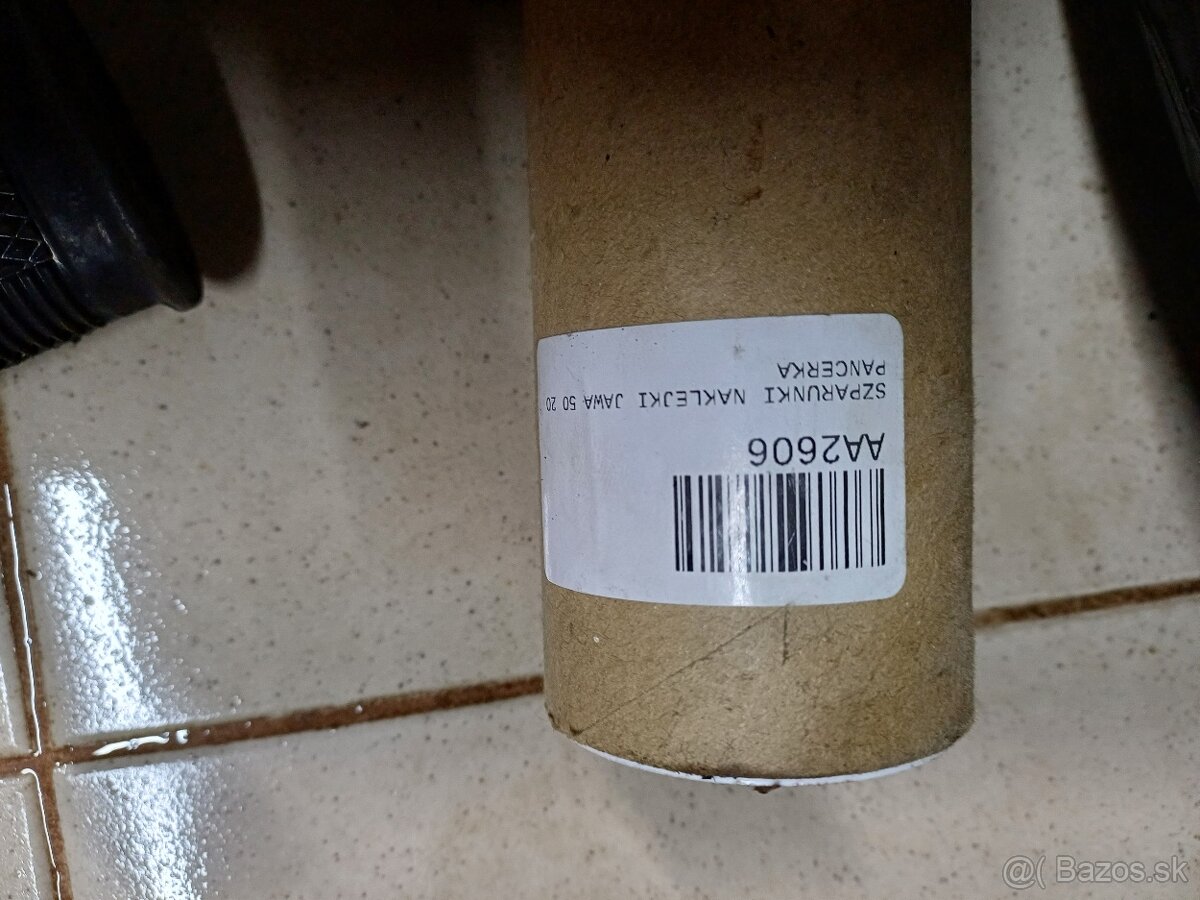 AA2606
SZPARUNKI NAKLEJKI JAWA 50 20
PANCERKA
@( Bazos.sk